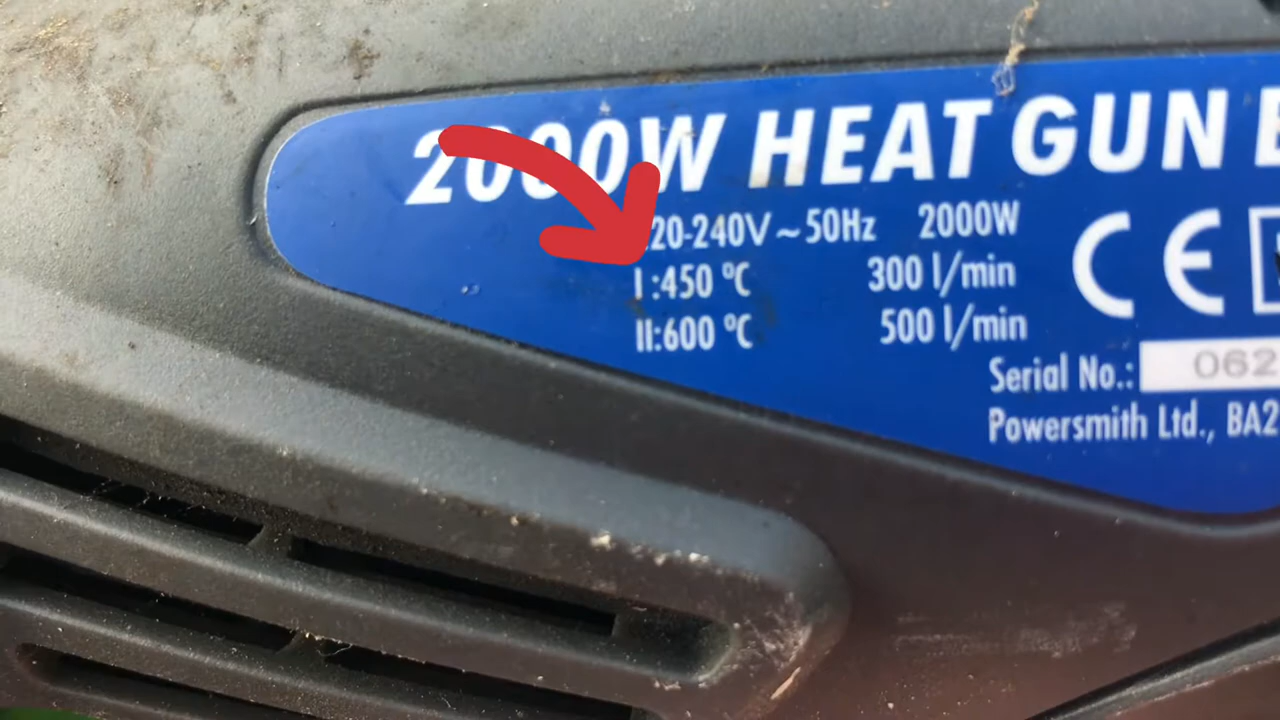 2000W HEAT GUN
20-240V ~ 50Hz 2000W
I :450 °C 300 l/min
II:600 °C 500 l/min
CE
Serial No.: 062
Powersmith Ltd., BA2